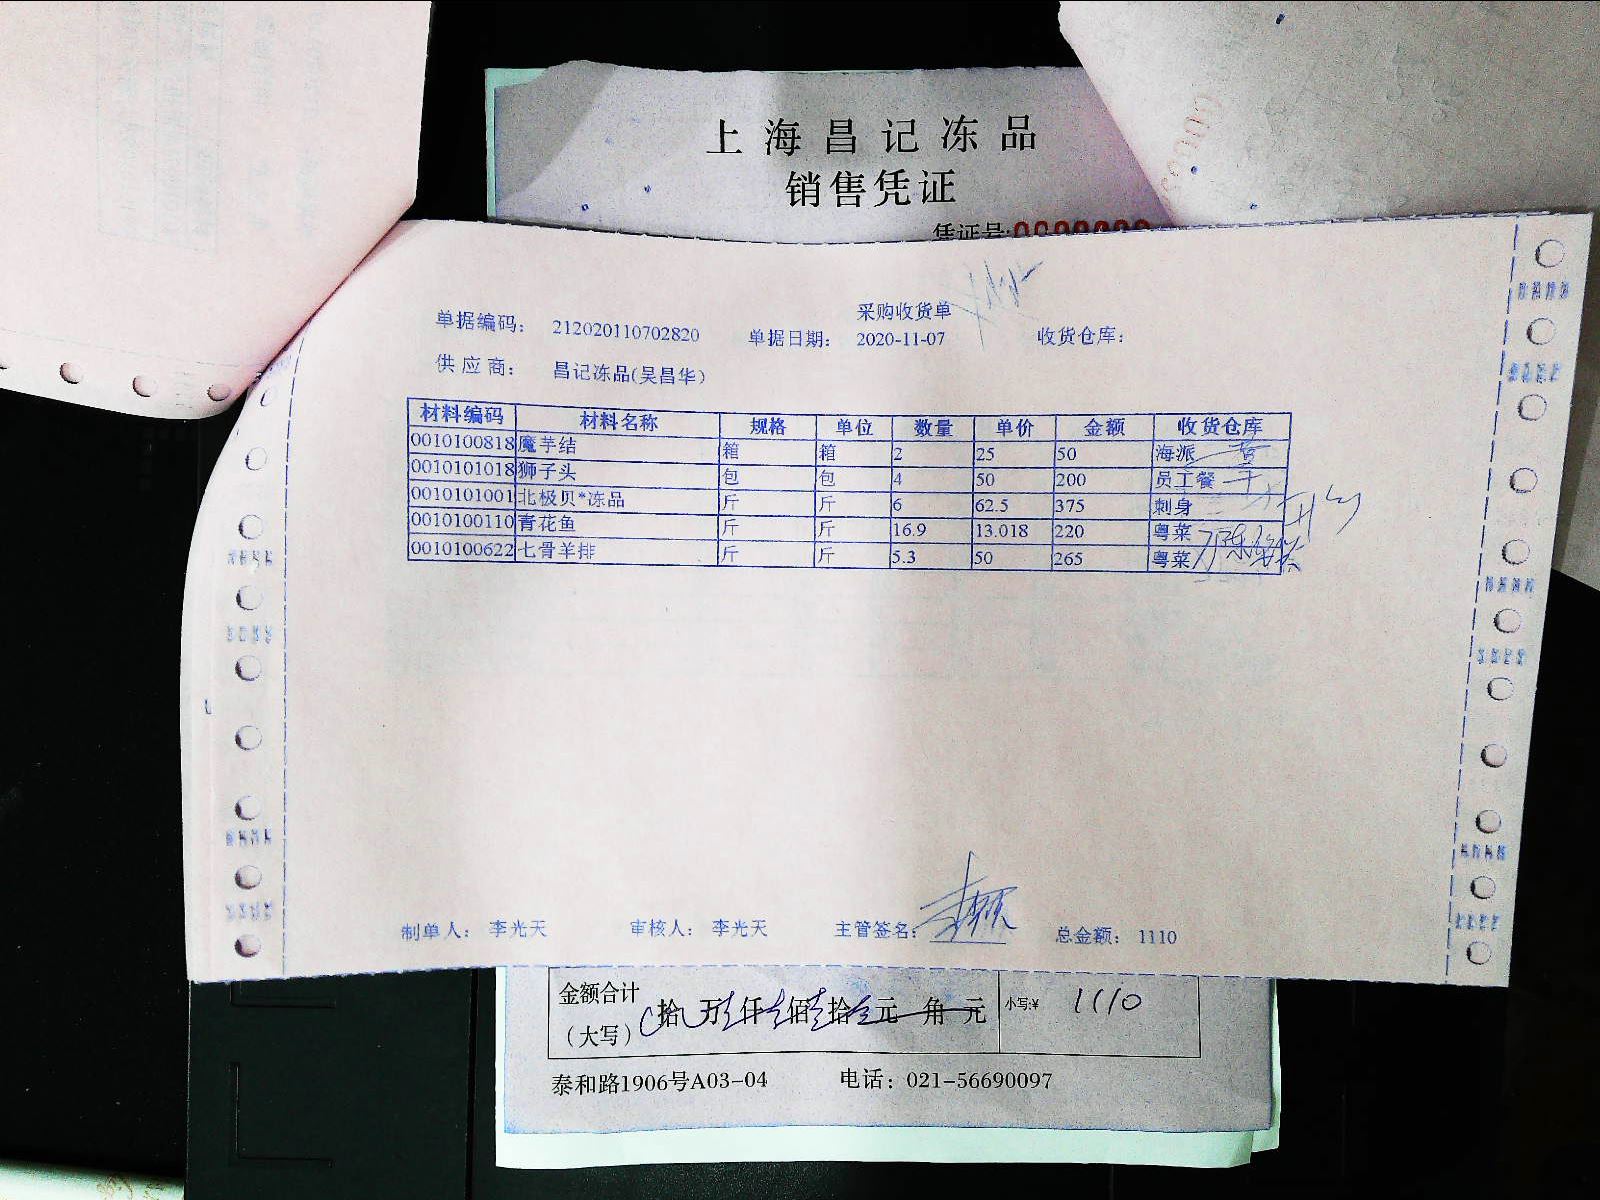 上海昌记冻品
销售凭证
凭证号:
采购收货单
单据编码： 212020110702820 单据日期： 2020-11-07 收货仓库：
供应商： 昌记冻品(吴昌华）
材料编码 材料名称 规格 单位 数量 单价 金额 收货仓库
0010100818 魔芋结 箱 箱 2 25 50 海派
0010101018 狮子头 包 包 4 50 200 员工餐
0010101001 北极贝*冻品 斤 斤 6 62.5 375 刺身
0010100110 青花鱼 斤 斤 16.9 13.018 220 粤菜
0010100622 七骨羊排 斤 斤 5.3 50 265 粤菜
制单人： 李光天 审核人： 李光天 主管签名： 总金额： 1110
金额合计（大写） 拾 万 仟 佰 拾 元 角 元 小写:¥ 1110
泰和路1906号A03-04 电话：021-56690097